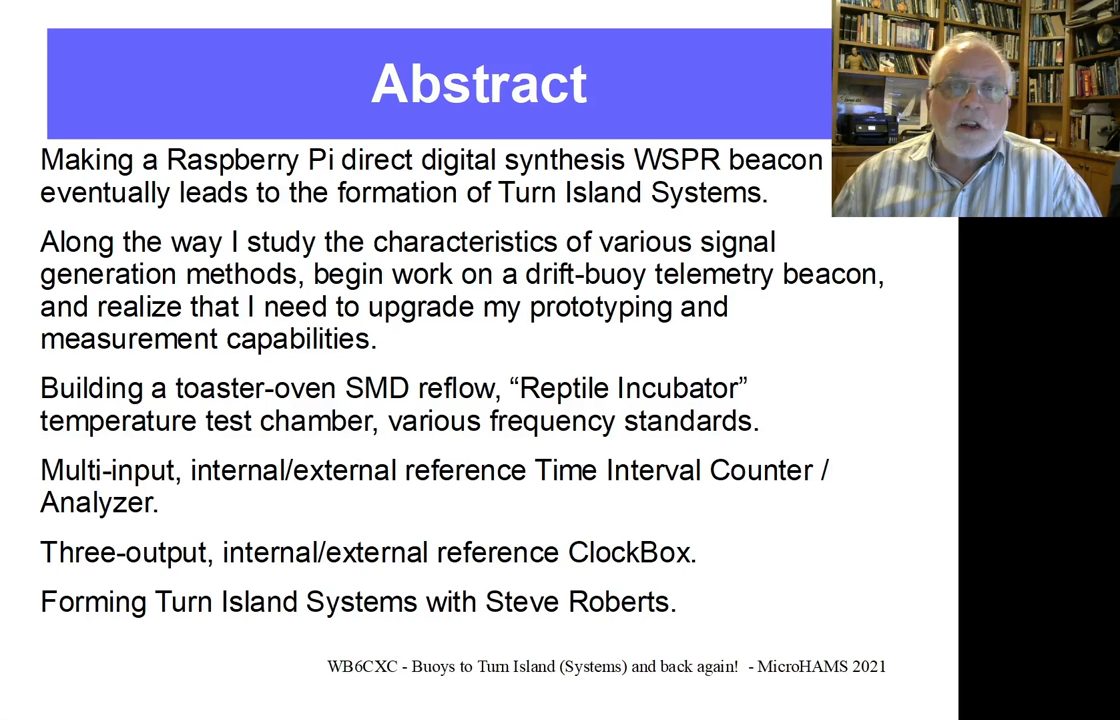 Abstract
Making a Raspberry Pi direct digital synthesis WSPR beacon
eventually leads to the formation of Turn Island Systems.
Along the way I study the characteristics of various signal
generation methods, begin work on a drift-buoy telemetry beacon,
and realize that I need to upgrade my prototyping and
measurement capabilities.
Building a toaster-oven SMD reflow, “Reptile Incubator”
temperature test chamber, various frequency standards.
Multi-input, internal/external reference Time Interval Counter /
Analyzer.
Three-output, internal/external reference ClockBox.
Forming Turn Island Systems with Steve Roberts.
WB6CXC - Buoys to Turn Island (Systems) and back again!  - MicroHAMS 2021